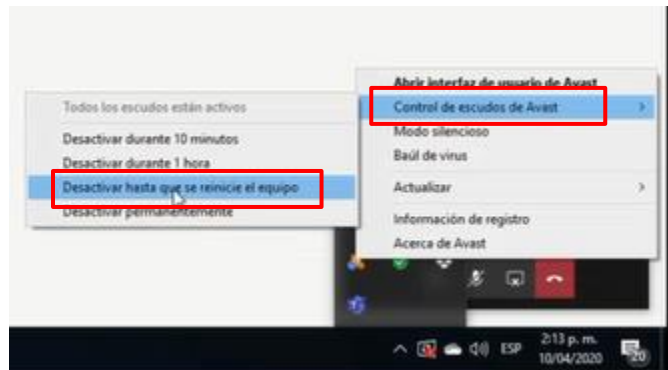 Abrir interfaz de usuario de Avast
Control de escudos de Avast
Modo silencioso
Baúl de virus
Actualizar
Información de registro
Acerca de Avast
Todos los escudos están activos
Desactivar durante 10 minutos
Desactivar durante 1 hora
Desactivar hasta que se reinicie el equipo
Desactivar permanentemente
ESP
2:13 p. m.
10/04/2020
20